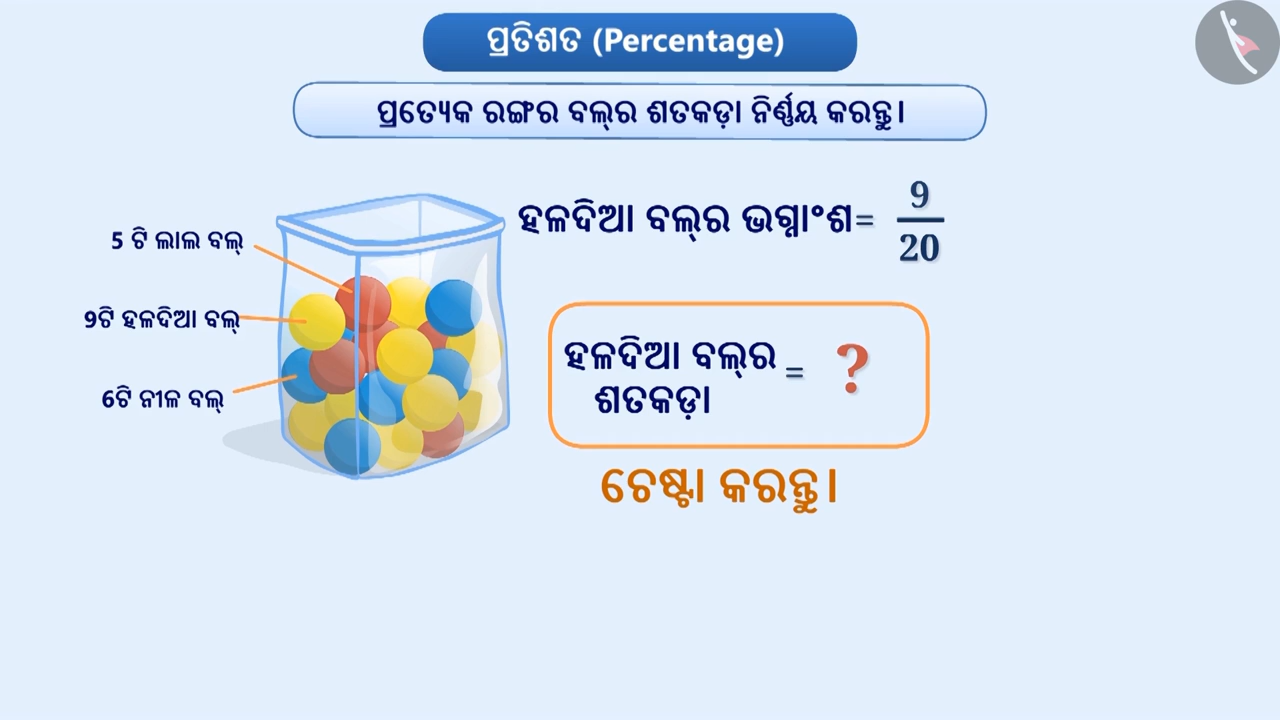 ପ୍ରତିଶତ (Percentage)
ପ୍ରତ୍ୟେକ ରଙ୍ଗର ବଲ୍‌ର ଶତକଡ଼ା ନିର୍ଣ୍ଣୟ କରନ୍ତୁ।
5 ଟି ଲାଲ ବଲ୍
9ଟି ହଳଦିଆ ବଲ୍
6ଟି ନୀଳ ବଲ୍
ହଳଦିଆ ବଲ୍‌ର ଭଗ୍ନାଂଶ= 9/20
ହଳଦିଆ ବଲ୍‌ର
ଶତକଡ଼ା = ?
ଚେଷ୍ଟା କରନ୍ତୁ।